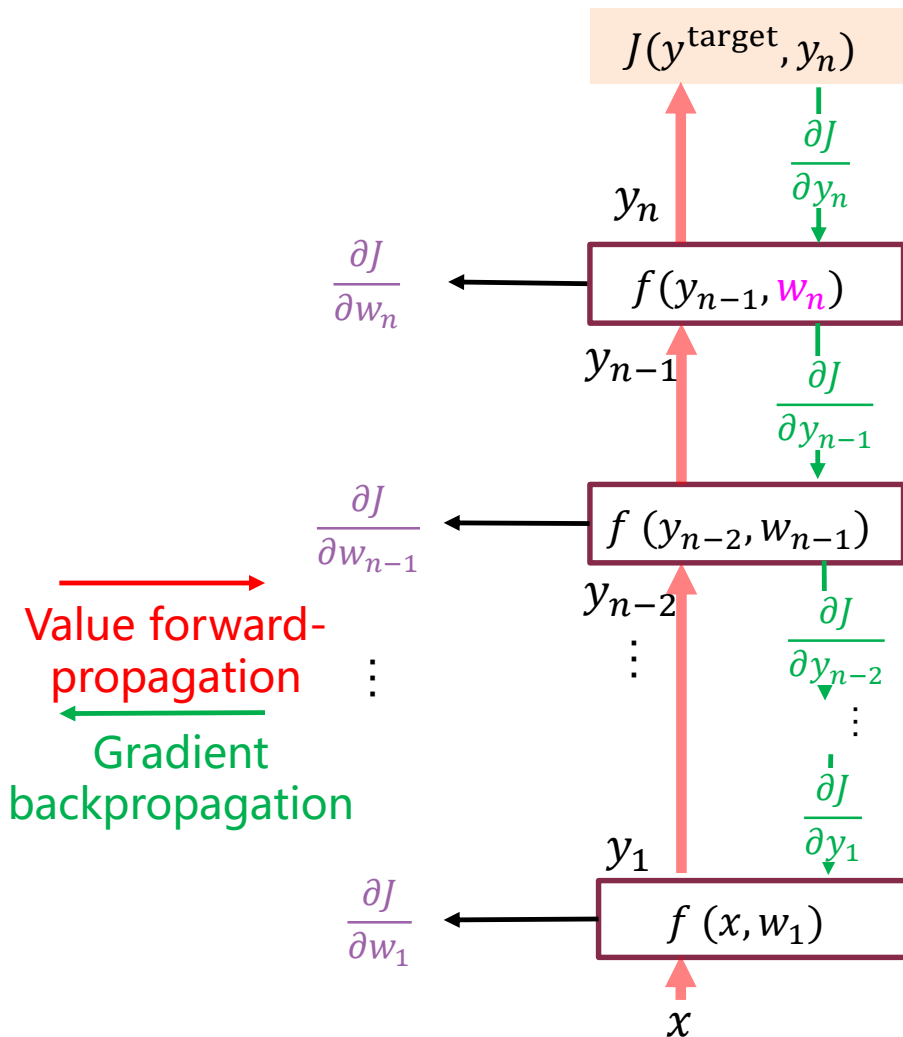 J(y^target, y_n)
∂J
∂y_n
y_n
∂J
∂w_n
f(y_{n−1}, w_n)
y_{n−1}
∂J
∂y_{n−1}
∂J
∂w_{n−1}
f (y_{n−2}, w_{n−1})
Value forward-
propagation
y_{n−2}
∂J
∂y_{n−2}
⋮
⋮
⋮
Gradient
backpropagation
∂J
∂y_1
y_1
∂J
∂w_1
f (x, w_1)
x